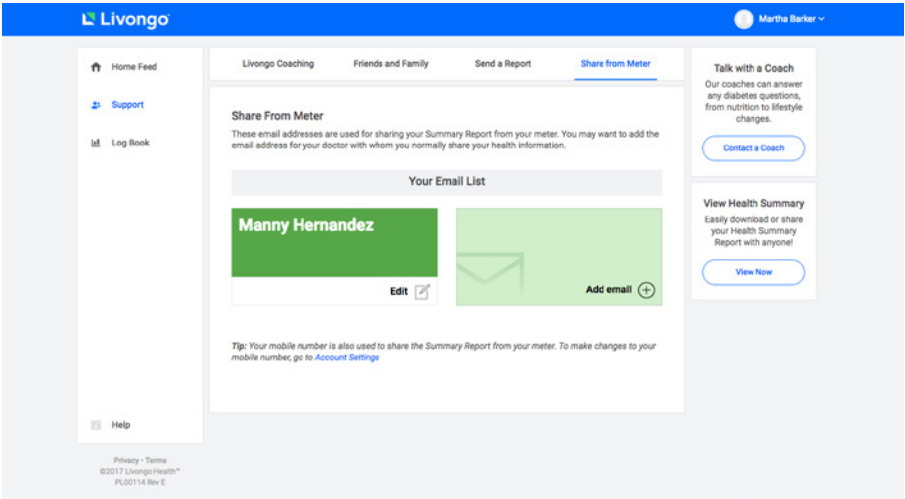 Livongo
Martha Barker
Home Feed
Support
Log Book
Help
Privacy - Terms
©2017 Livongo Health™
PL00114 Rev E
Livongo Coaching
Friends and Family
Send a Report
Share from Meter
Share From Meter
These email addresses are used for sharing your Summary Report from your meter. You may want to add the
email address for your doctor with whom you normally share your health information.
Your Email List
Manny Hernandez
Edit
Add email
Tip: Your mobile number is also used to share the Summary Report from your meter. To make changes to your
mobile number, go to Account Settings
Talk with a Coach
Our coaches can answer
any diabetes questions,
from nutrition to lifestyle
changes.
Contact a Coach
View Health Summary
Easily download or share
your Health Summary
Report with anyone!
View Now